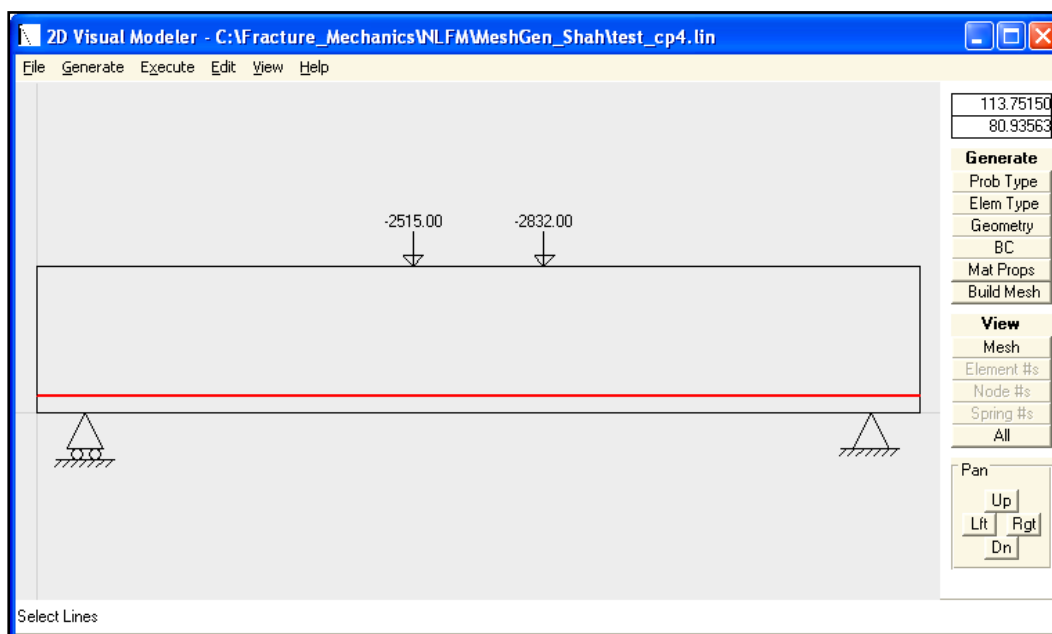 2D Visual Modeler - C:\Fracture_Mechanics\NLFM\MeshGen_Shah\test_cp4.lin
File Generate Execute Edit View Help
113.75150
80.93563
Generate
Prob Type
Elem Type
Geometry
BC
Mat Props
Build Mesh
View
Mesh
Element #s
Node #s
Spring #s
All
Pan
Up
Lft Rgt
Dn
-2515.00 -2832.00
Select Lines